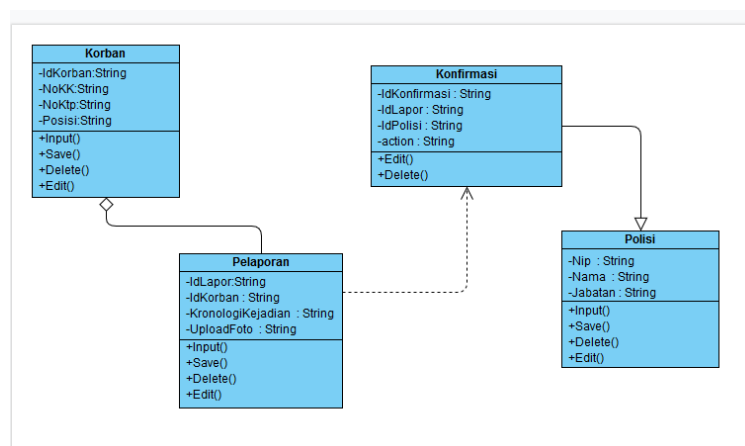 Korban
-IdKorban:String
-NoKK:String
-NoKtp:String
-Posisi:String
+Input()
+Save()
+Delete()
+Edit()
Konfirmasi
-IdKonfirmasi : String
-IdLapor : String
-IdPolisi : String
-action : String
+Edit()
+Delete()
Pelaporan
-IdLapor:String
-IdKorban : String
-KronologiKejadian : String
-UploadFoto : String
+Input()
+Save()
+Delete()
+Edit()
Polisi
-Nip : String
-Nama : String
-Jabatan : String
+Input()
+Save()
+Delete()
+Edit()